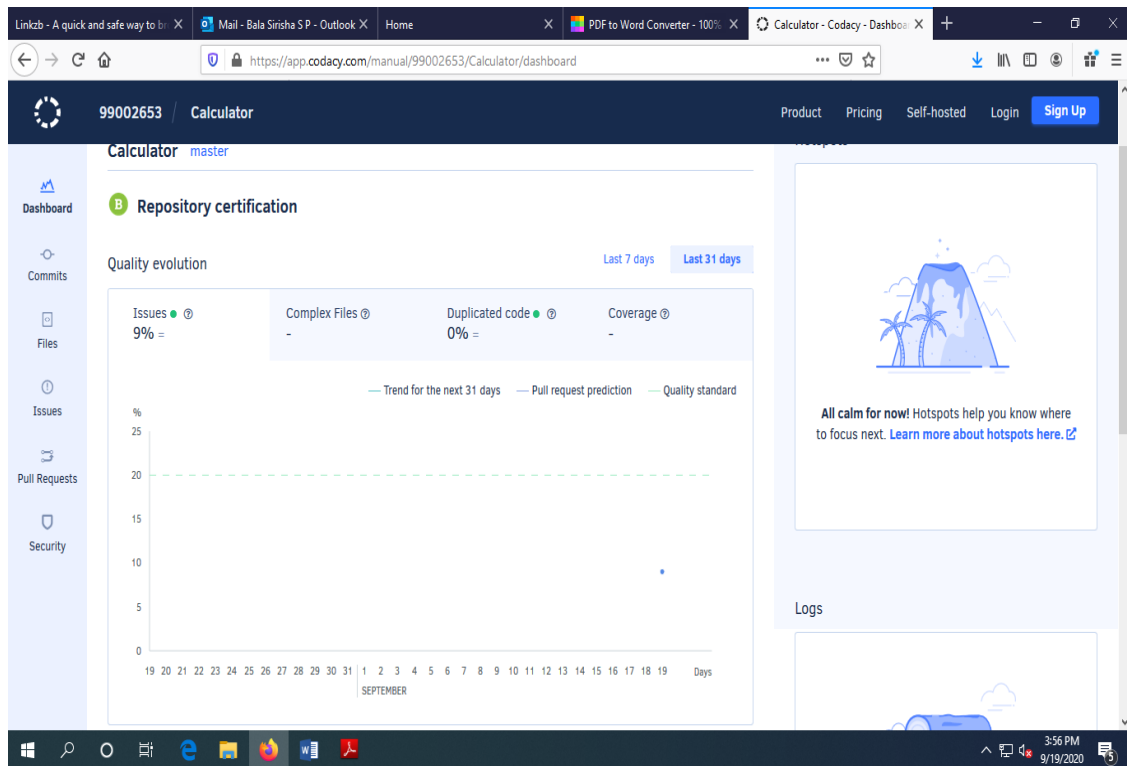 Linkzb - A quick and safe way to br
Mail - Bala Sirisha S P - Outlook
Home
PDF to Word Converter - 100%
Calculator - Codacy - Dashboa
https://app.codacy.com/manual/99002653/Calculator/dashboard
99002653 / Calculator
Product Pricing Self-hosted Login Sign Up
Calculator master
Dashboard
Commits
Files
Issues
Pull Requests
Security
B Repository certification
Quality evolution
Last 7 days Last 31 days
Issues Complex Files Duplicated code Coverage
9% = - 0% = -
Trend for the next 31 days Pull request prediction Quality standard
%
25
20
15
10
5
0
19 20 21 22 23 24 25 26 27 28 29 30 31 1 2 3 4 5 6 7 8 9 10 11 12 13 14 15 16 17 18 19 Days
SEPTEMBER
Hotspots
All calm for now! Hotspots help you know where
to focus next. Learn more about hotspots here.
Logs
3:56 PM
9/19/2020
5